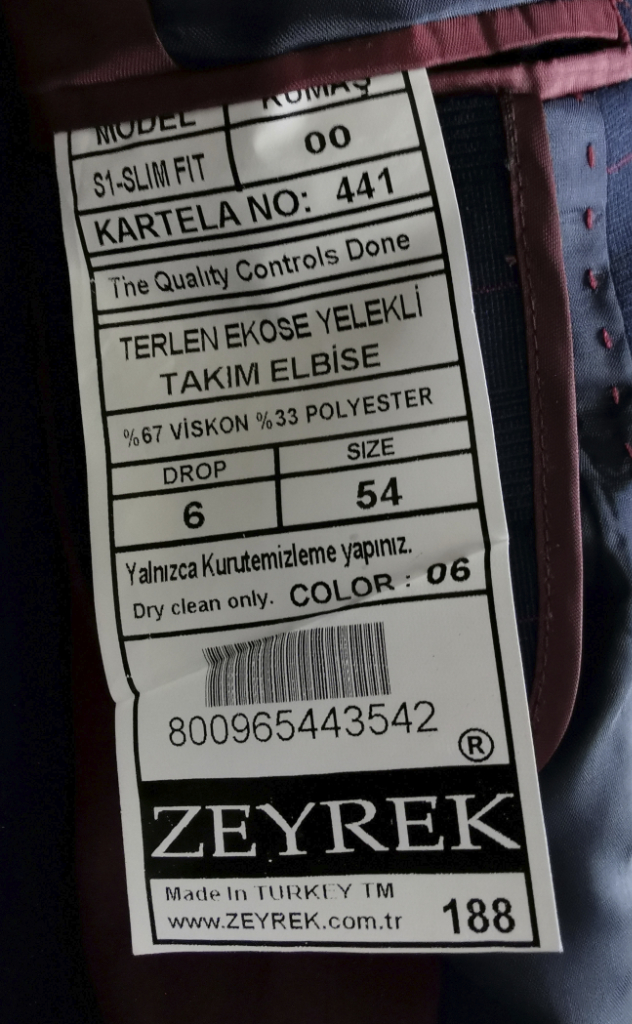 MODEL KUMAŞ
S1-SLIM FIT 00
KARTELA NO: 441
The Quality Controls Done
TERLEN EKOSE YELEKLİ
TAKIM ELBİSE
%67 VİSKON %33 POLYESTER
DROP SIZE
6 54
Yalnızca Kurutemizleme yapınız.
Dry clean only. COLOR : 06
800965443542
®
ZEYREK
Made In TURKEY TM
www.ZEYREK.com.tr 188